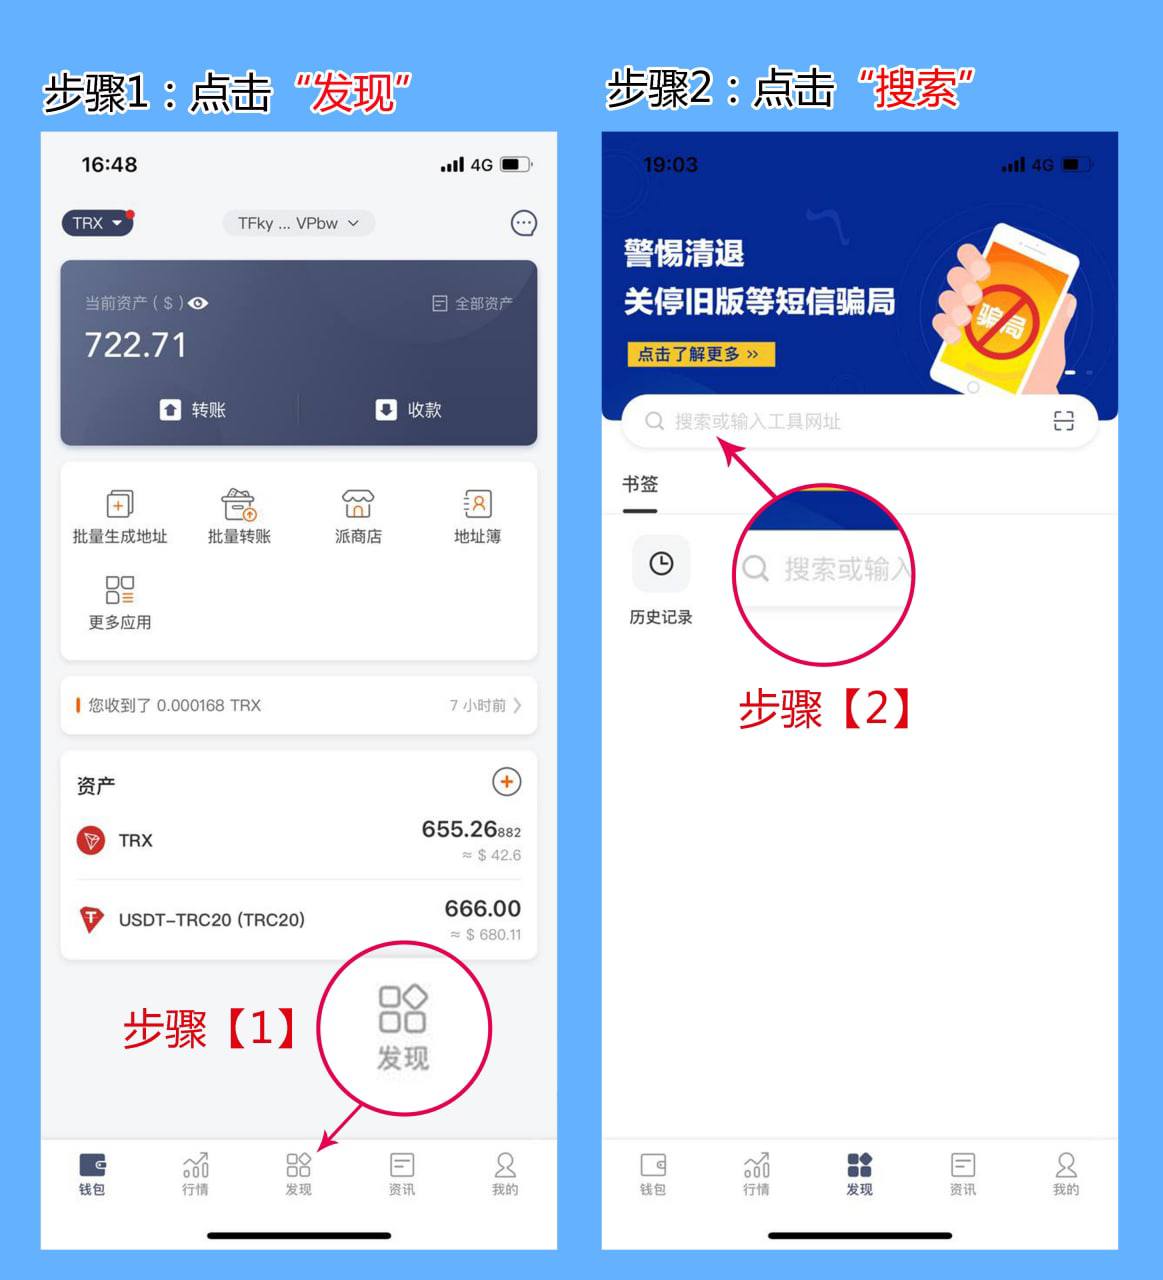 步骤1：点击“发现”
16:48
4G
TRX
TFky ... VPbw
当前资产 ( $ )
全部资产
722.71
转账
收款
批量生成地址
批量转账
派商店
地址簿
更多应用
您收到了 0.000168 TRX
7 小时前
资产
TRX
655.26882
≈ $ 42.6
USDT-TRC20 (TRC20)
666.00
≈ $ 680.11
步骤【1】
发现
钱包
行情
发现
资讯
我的
步骤2：点击“搜索”
19:03
4G
警惕清退
关停旧版等短信骗局
点击了解更多 »
骗局
搜索或输入工具网址
书签
历史记录
搜索或输入
步骤【2】
钱包
行情
发现
资讯
我的